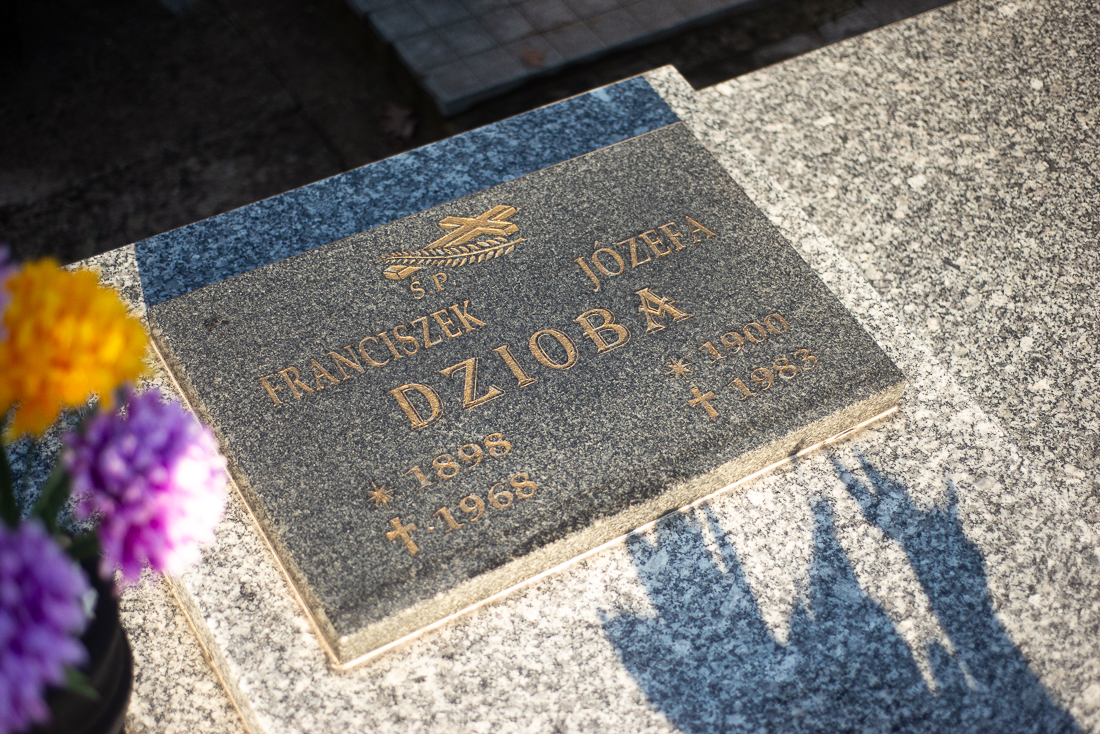 Ś.P.
FRANCISZEK JÓZEFA
DZIOBA
* 1898 * 1900
✝ 1968 ✝ 1983